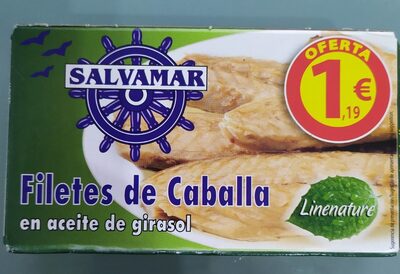 SALVAMAR
OFERTA
1,19 €
Filetes de Caballa
en aceite de girasol
Linenature